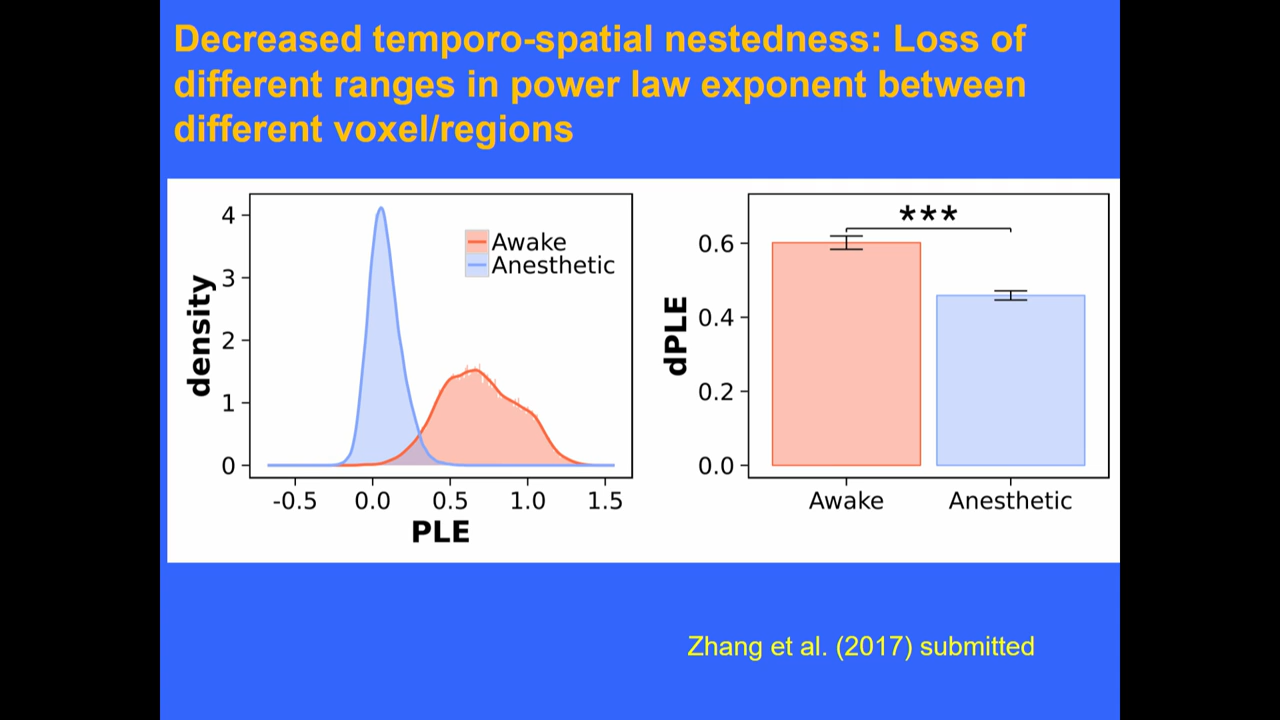 Decreased temporo-spatial nestedness: Loss of
different ranges in power law exponent between
different voxel/regions
density
4
3
2
1
0
Awake
Anesthetic
-0.5 0.0 0.5 1.0 1.5
PLE
dPLE
0.6
0.4
0.2
0.0
***
Awake Anesthetic
Zhang et al. (2017) submitted